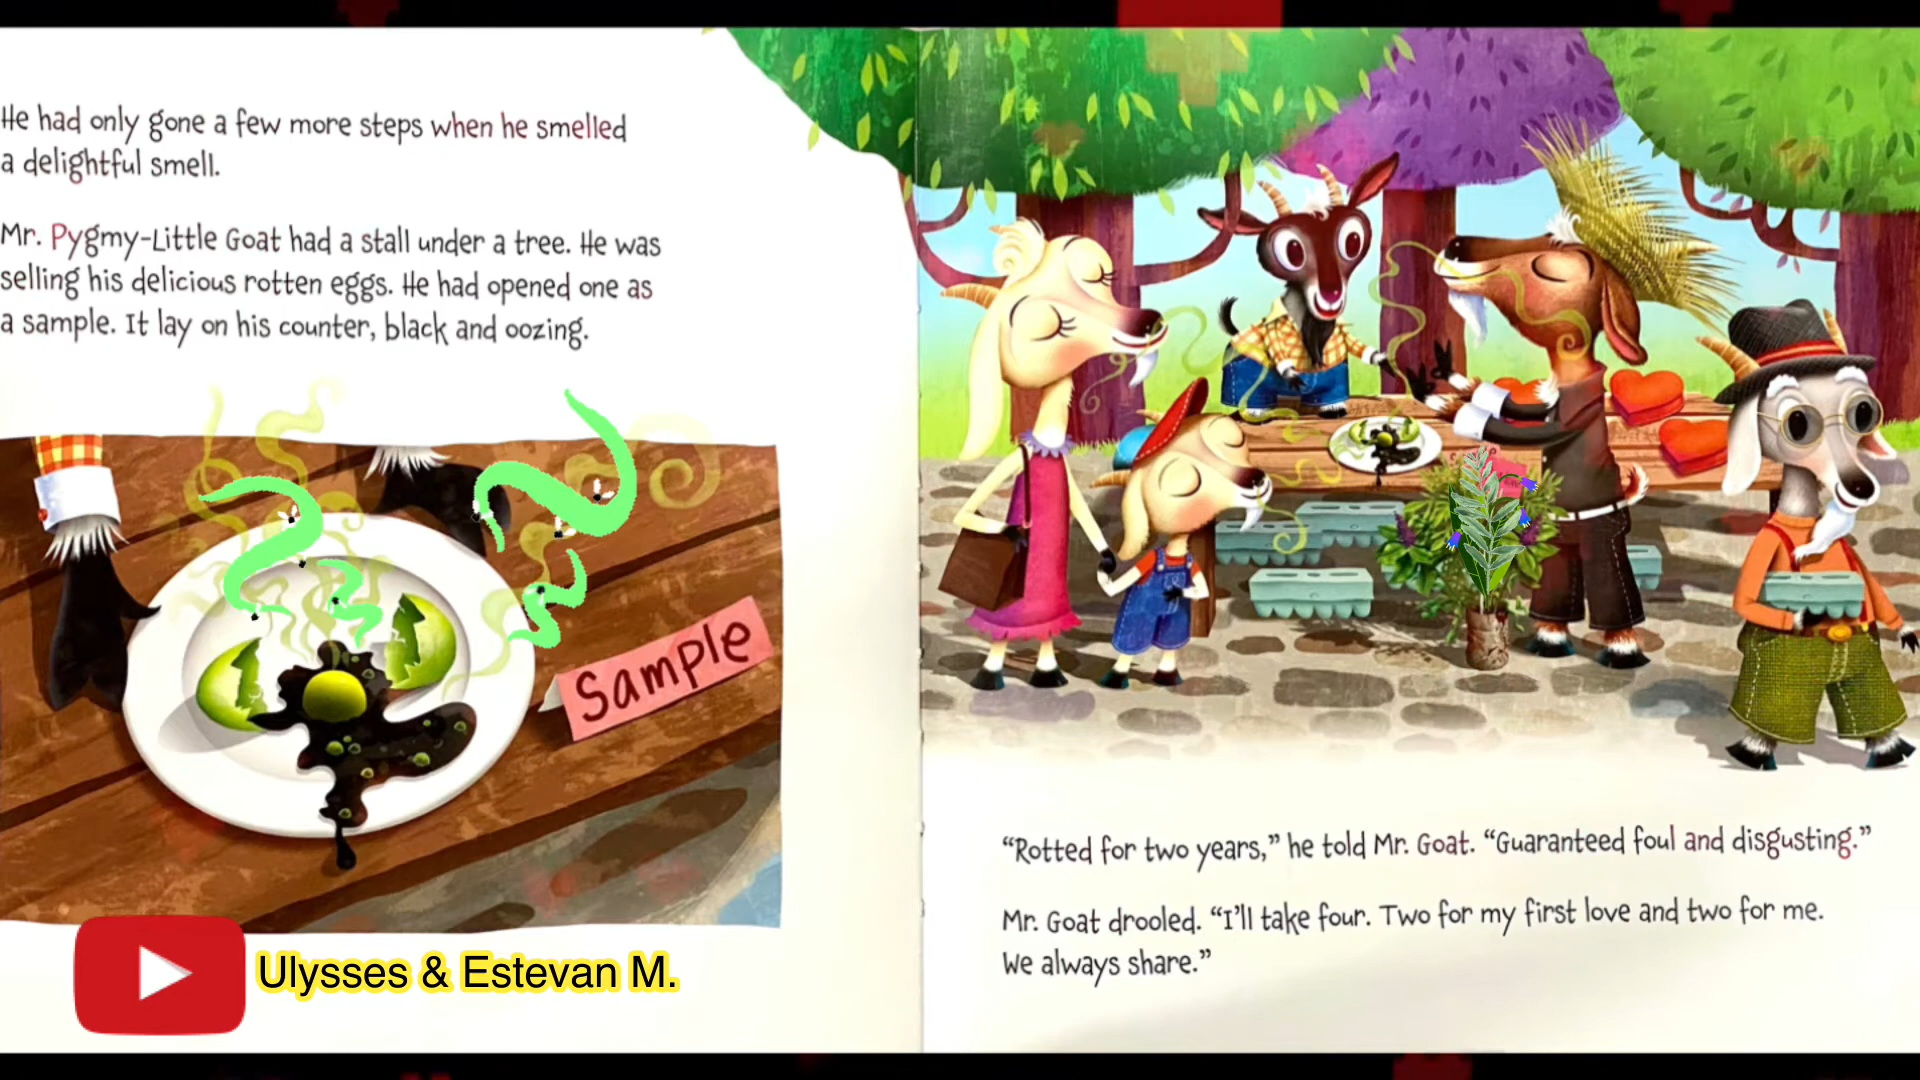 He had only gone a few more steps when he smelled
a delightful smell.
Mr. Pygmy-Little Goat had a stall under a tree. He was
selling his delicious rotten eggs. He had opened one as
a sample. It lay on his counter, black and oozing.
Sample
"Rotted for two years," he told Mr. Goat. "Guaranteed foul and disgusting."
Mr. Goat drooled. "I'll take four. Two for my first love and two for me.
We always share."
Ulysses & Estevan M.